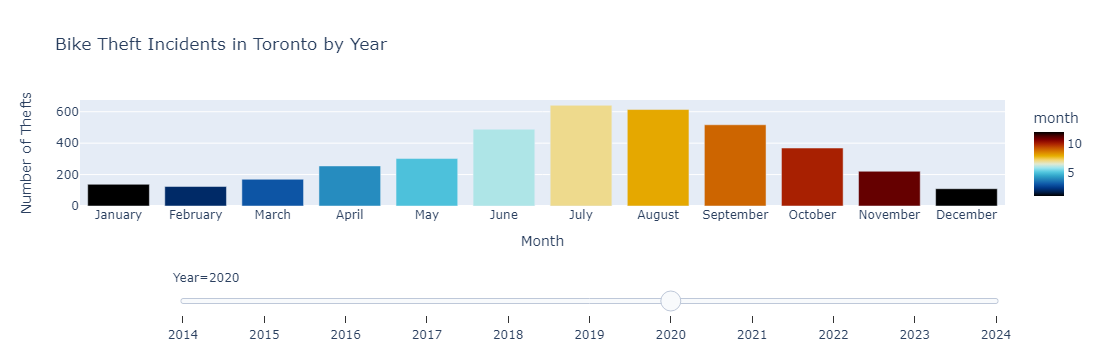 Bike Theft Incidents in Toronto by Year
Number of Thefts
600
400
200
0
January February March April May June July August September October November December
Month
month
10
5
Year=2020
2014 2015 2016 2017 2018 2019 2020 2021 2022 2023 2024